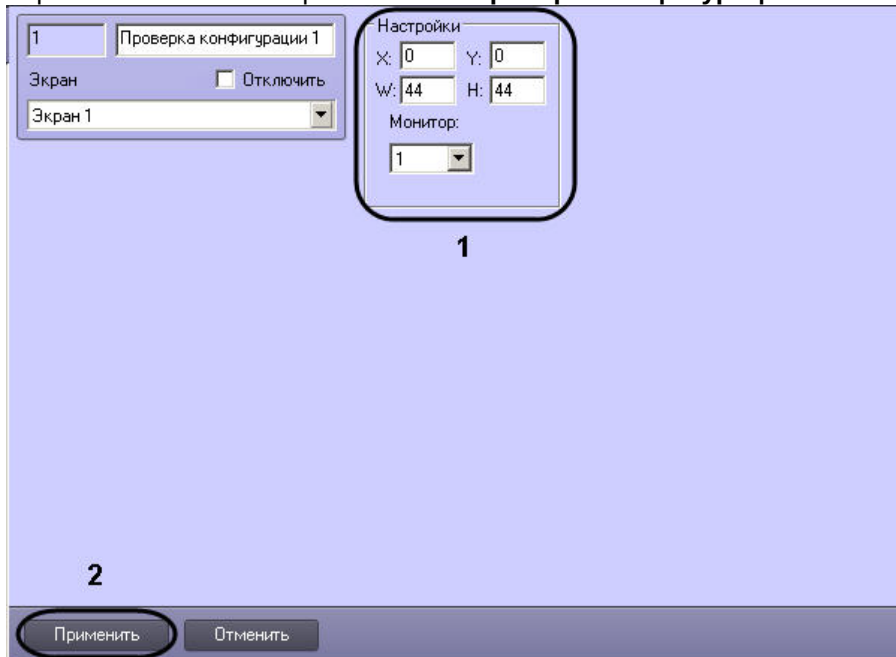 1
Проверка конфигурации 1
Экран
Отключить
Экран 1
Настройки
X: 0 Y: 0
W: 44 H: 44
Монитор:
1
1
2
Применить
Отменить